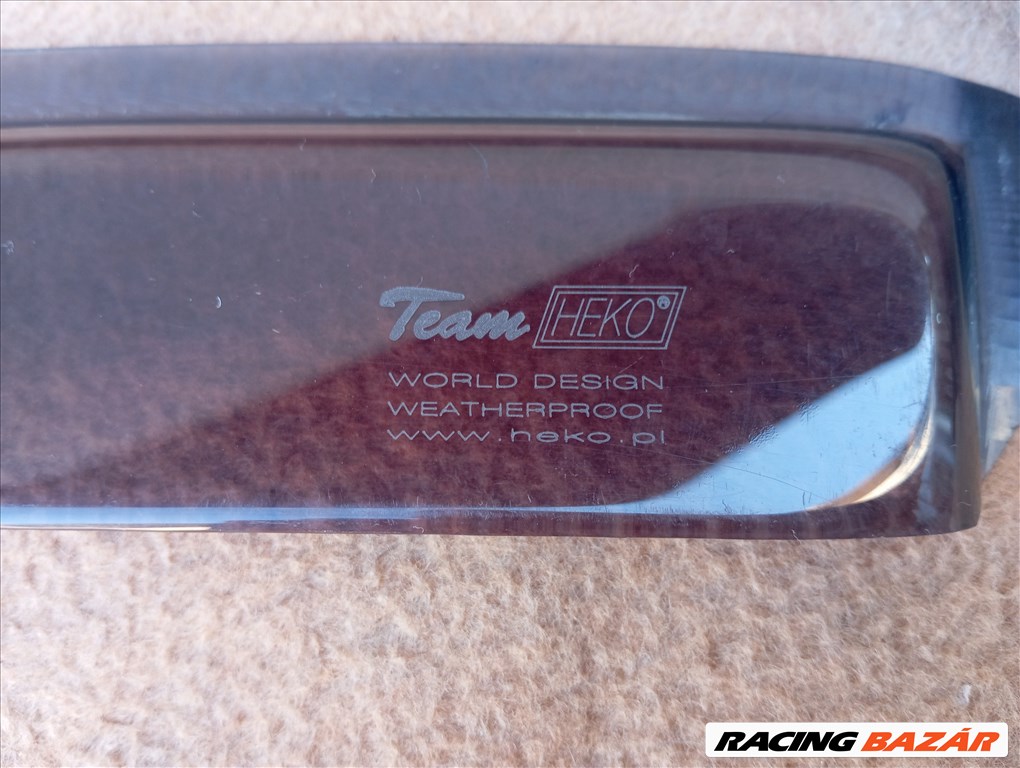 Team HEKO®
WORLD DESIGN
WEATHERPROOF
www.heko.pl
RACING BAZÁR